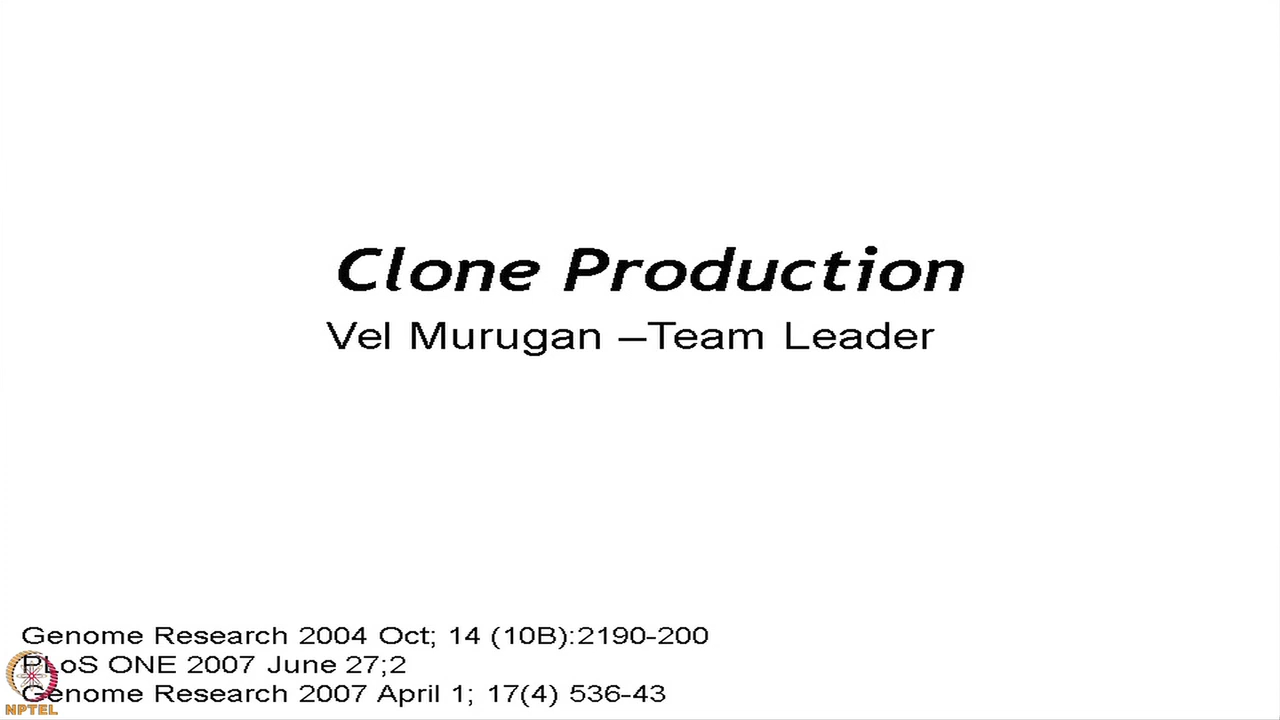 Clone Production
Vel Murugan –Team Leader
Genome Research 2004 Oct; 14 (10B):2190-200
PLoS ONE 2007 June 27;2
Genome Research 2007 April 1; 17(4) 536-43
NPTEL